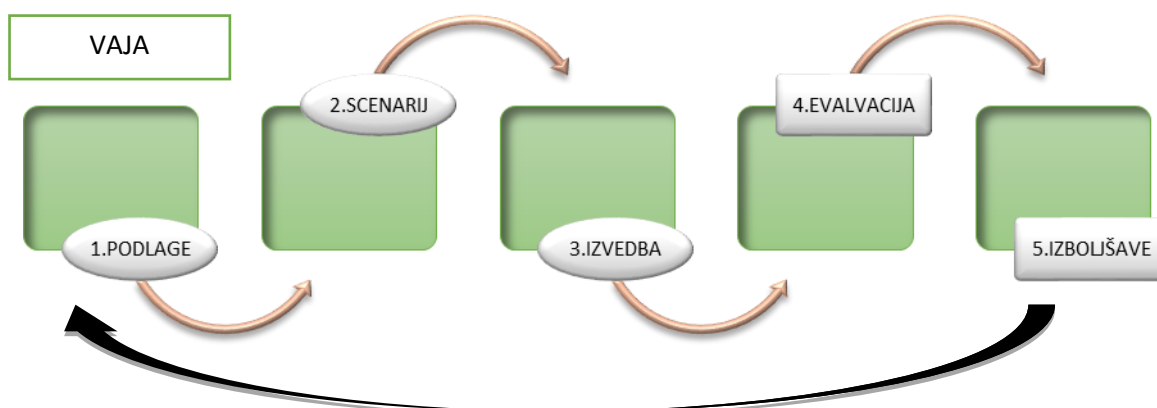 VAJA
1.PODLAGE
2.SCENARIJ
3.IZVEDBA
4.EVALVACIJA
5.IZBOLJŠAVE